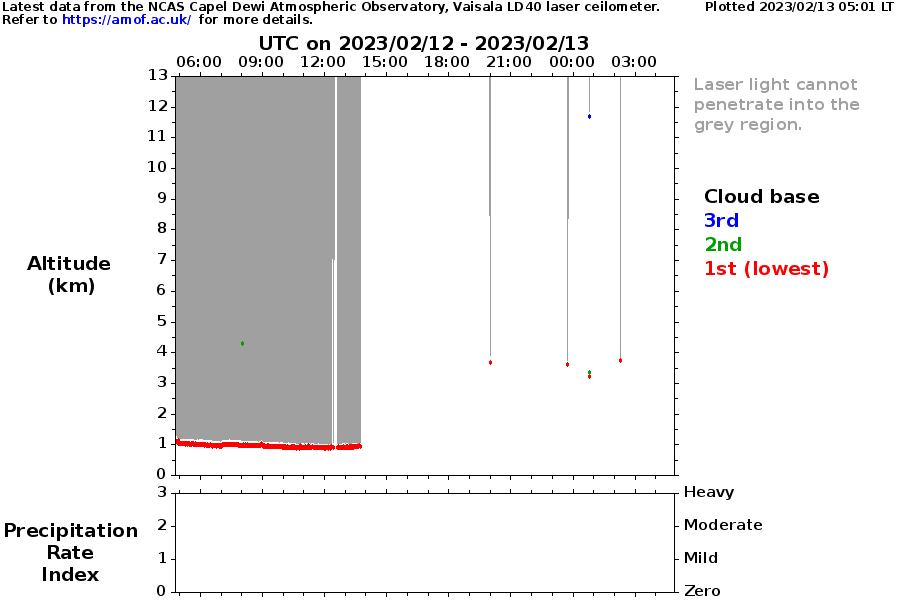 Latest data from the NCAS Capel Dewi Atmospheric Observatory, Vaisala LD40 laser ceilometer. Plotted 2023/02/13 05:01 LT
Refer to https://amof.ac.uk/ for more details.
UTC on 2023/02/12 - 2023/02/13
06:00 09:00 12:00 15:00 18:00 21:00 00:00 03:00
13
12
11
10
9
8
7
6
5
4
3
2
1
0
Altitude
(km)
Laser light cannot
penetrate into the
grey region.
Cloud base
3rd
2nd
1st (lowest)
3 Heavy
2 Moderate
1 Mild
0 Zero
Precipitation
Rate
Index